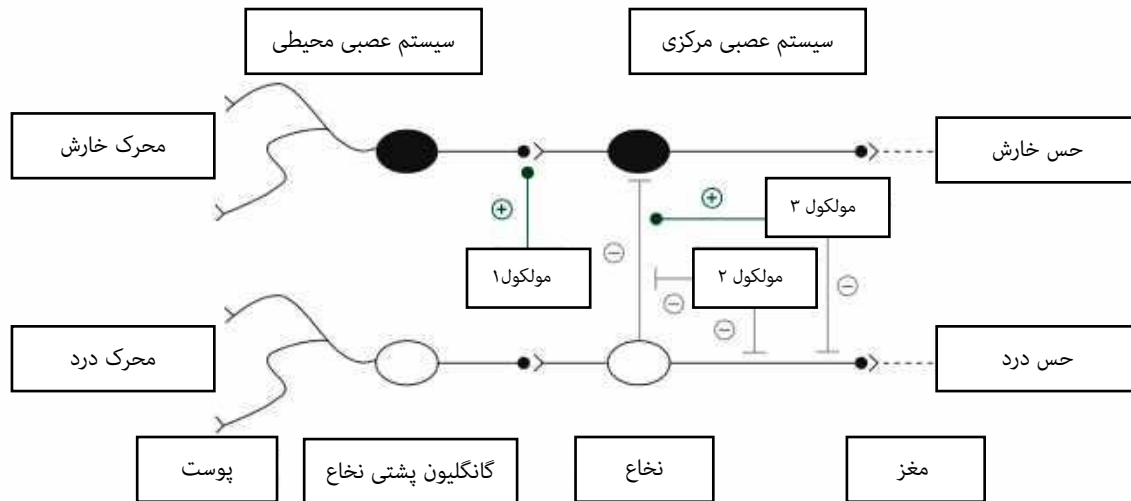 سیستم عصبی مرکزی
سیستم عصبی محیطی
حس خارش
محرک خارش
+
+
مولکول ۳
مولکول۱
مولکول ۲
−
−
−
−
حس درد
محرک درد
مغز
نخاع
گانگلیون پشتی نخاع
پوست